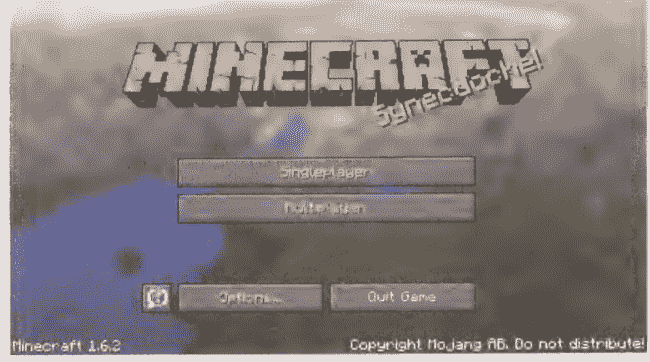 MINECRAFT
Synecdoche!
Singleplayer
Multiplayer
Options...
Quit Game
Minecraft 1.6.2
Copyright Mojang AB. Do not distribute!